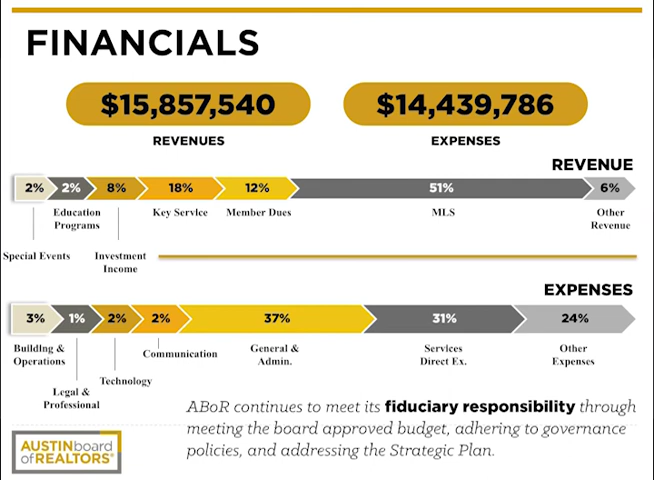 FINANCIALS
$15,857,540 $14,439,786
REVENUES EXPENSES
REVENUE
2% 2% 8% 18% 12% 51% 6%
Education Key Service Member Dues MLS Other
Programs Revenue
Special Events Investment
Income
EXPENSES
3% 1% 2% 2% 37% 31% 24%
Building & Communication General & Services Other
Operations Admin. Direct Ex. Expenses
Technology
Legal &
Professional
ABoR continues to meet its fiduciary responsibility through
meeting the board approved budget, adhering to governance
policies, and addressing the Strategic Plan.
AUSTINboard
of REALTORS®